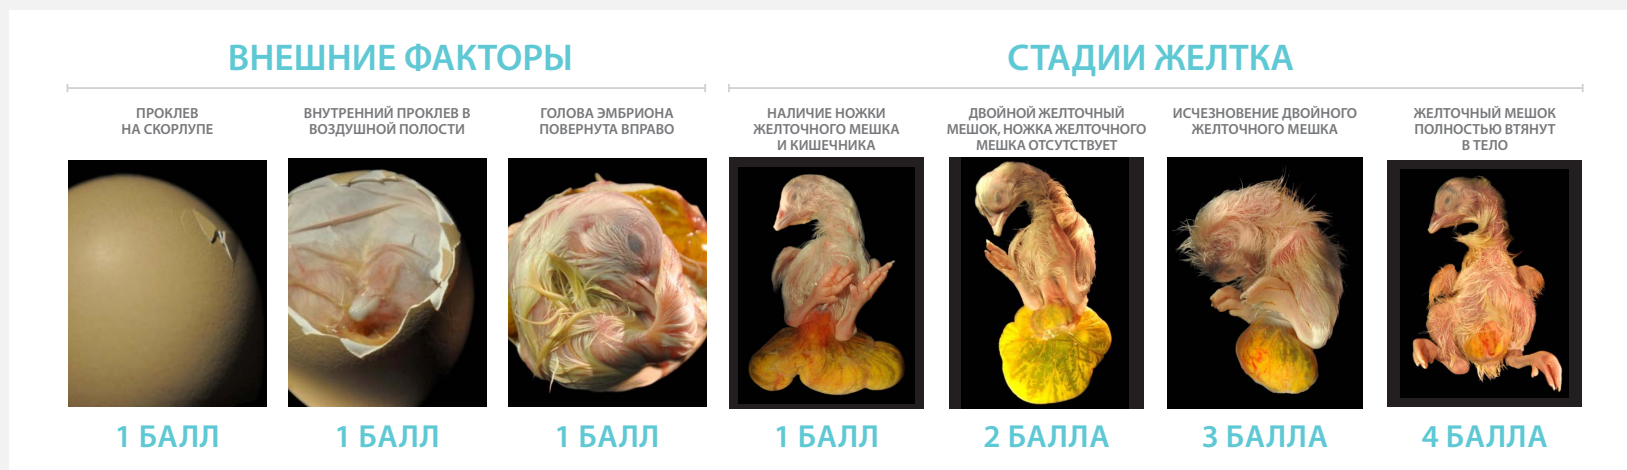 ВНЕШНИЕ ФАКТОРЫ
СТАДИИ ЖЕЛТКА
ПРОКЛЕВ
НА СКОРЛУПЕ
ВНУТРЕННИЙ ПРОКЛЕВ В
ВОЗДУШНОЙ ПОЛОСТИ
ГОЛОВА ЭМБРИОНА
ПОВЕРНУТА ВПРАВО
НАЛИЧИЕ НОЖКИ
ЖЕЛТОЧНОГО МЕШКА
И КИШЕЧНИКА
ДВОЙНОЙ ЖЕЛТОЧНЫЙ
МЕШОК, НОЖКА ЖЕЛТОЧНОГО
МЕШКА ОТСУТСТВУЕТ
ИСЧЕЗНОВЕНИЕ ДВОЙНОГО
ЖЕЛТОЧНОГО МЕШКА
ЖЕЛТОЧНЫЙ МЕШОК
ПОЛНОСТЬЮ ВТЯНУТ
В ТЕЛО
1 БАЛЛ
1 БАЛЛ
1 БАЛЛ
1 БАЛЛ
2 БАЛЛА
3 БАЛЛА
4 БАЛЛА